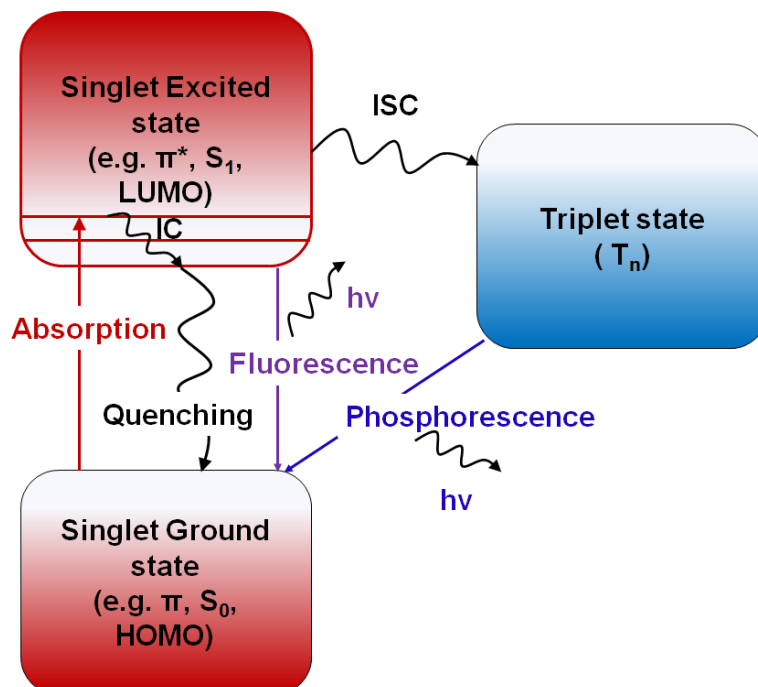 Singlet Excited
state
(e.g. π*, S₁,
LUMO)
IC
ISC
Triplet state
( Tₙ)
Absorption
hv
Fluorescence
Quenching
Phosphorescence
hv
Singlet Ground
state
(e.g. π, S₀,
HOMO)